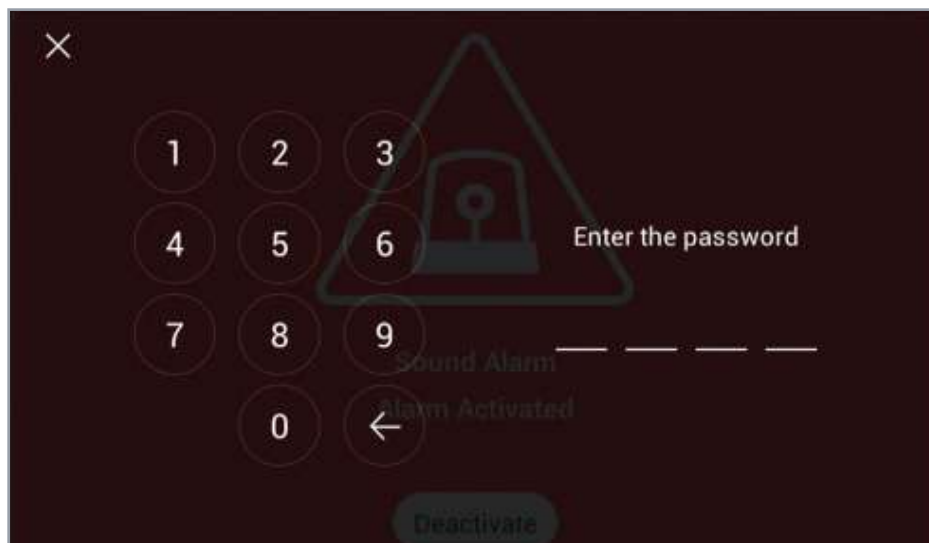 1 2 3
4 5 6
Enter the password
7 8 9
Sound Alarm
Alarm Activated
0
Deactivate